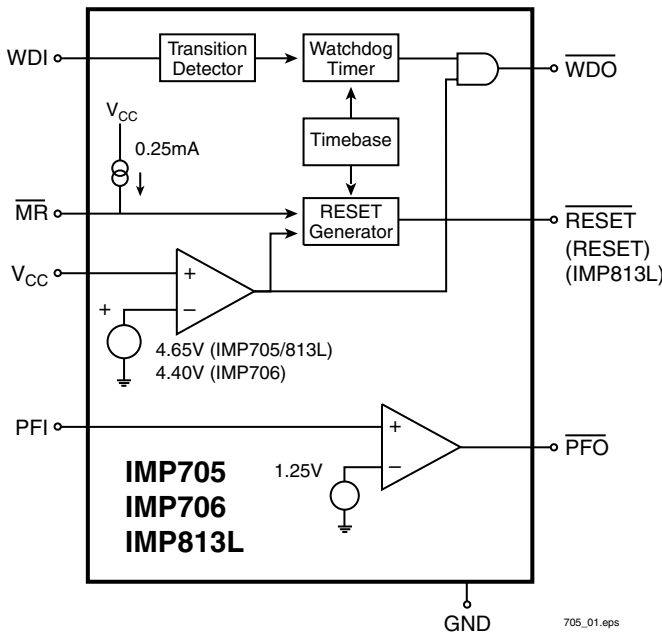 WDI
Transition
Detector
Watchdog
Timer
WDO
VCC
0.25mA
Timebase
MR
RESET
Generator
RESET
(RESET)
(IMP813L)
VCC
+
−
+
4.65V (IMP705/813L)
4.40V (IMP706)
PFI
+
−
1.25V
PFO
IMP705
IMP706
IMP813L
GND
705_01.eps